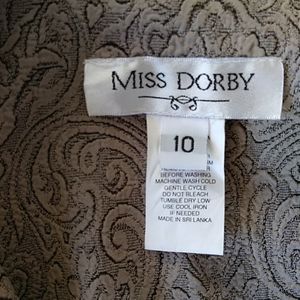 MISS DORBY
10
BEFORE WASHING
MACHINE WASH COLD
GENTLE CYCLE
DO NOT BLEACH
TUMBLE DRY LOW
USE COOL IRON
IF NEEDED
MADE IN SRI LANKA